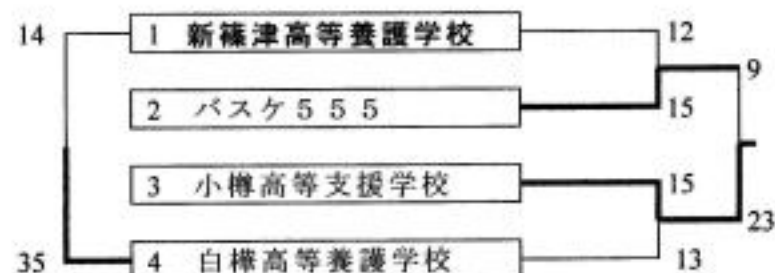 14 1 新篠津高等養護学校 12
9
2 バスケ５５５ 15
3 小樽高等支援学校 15
23
35 4 白樺高等養護学校 13